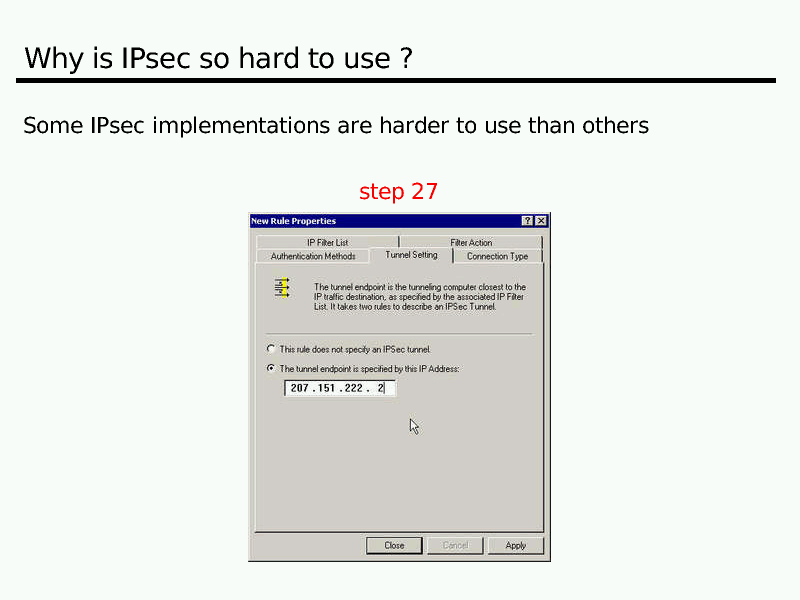 Why is IPsec so hard to use ?
Some IPsec implementations are harder to use than others
step 27
New Rule Properties
IP Filter List
Filter Action
Authentication Methods
Tunnel Setting
Connection Type
The tunnel endpoint is the tunneling computer closest to the
IP traffic destination, as specified by the associated IP Filter
List. It takes two rules to describe an IPSec Tunnel.
This rule does not specify an IPSec tunnel.
The tunnel endpoint is specified by this IP Address:
207 . 151 . 222 . 2
Close
Cancel
Apply